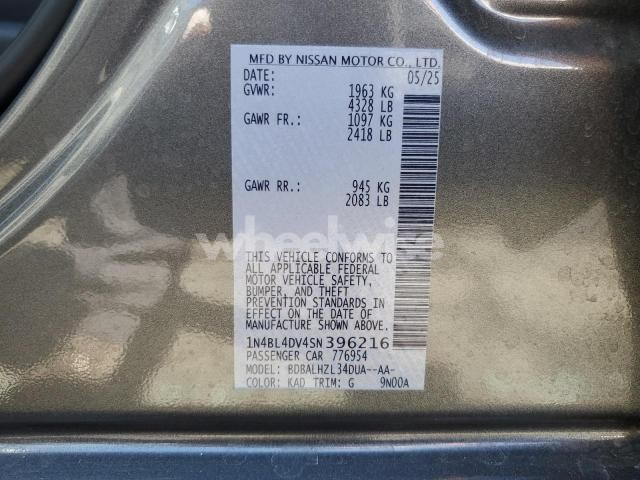 MFD BY NISSAN MOTOR CO., LTD.
DATE: 05/25
GVWR: 1963 KG
4328 LB
GAWR FR.: 1097 KG
2418 LB
GAWR RR.: 945 KG
2083 LB
wheelwise
THIS VEHICLE CONFORMS TO
ALL APPLICABLE FEDERAL
MOTOR VEHICLE SAFETY,
BUMPER, AND THEFT
PREVENTION STANDARDS IN
EFFECT ON THE DATE OF
MANUFACTURE SHOWN ABOVE.
1N4BL4DV4SN396216
PASSENGER CAR 776954
MODEL: BDBALHZL34DUA--AA-
COLOR: KAD TRIM: G 9N00A